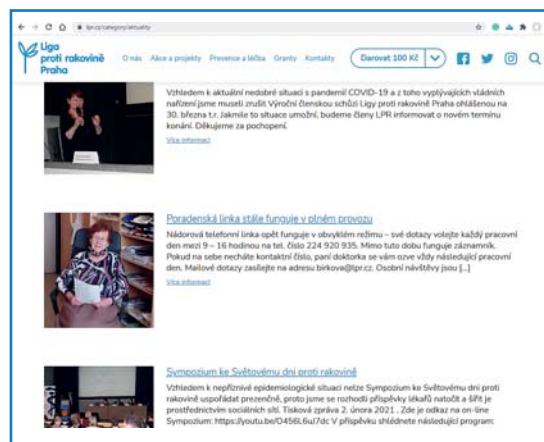 lpr.cz/category/aktuality
Liga
proti rakovině
Praha
O nás Akce a projekty Prevence a léčba Granty Kontakty Darovat 100 Kč
Vzhledem k aktuální nedobré situaci s pandemií COVID-19 a z toho vyplývajících vládních
nařízení jsme museli zrušit Výroční členskou schůzi Ligy proti rakovině Praha ohlášenou na
30. března t.r. Jakmile to situace umožní, budeme členy LPR informovat o novém termínu
konání. Děkujeme za pochopení.
Více informací
Poradenská linka stále funguje v plném provozu
Nádorová telefonní linka opět funguje v obvyklém režimu – své dotazy volejte každý pracovní
den mezi 9 – 16 hodinou na tel. číslo 224 920 935. Mimo tuto dobu funguje záznamník.
Pokud na sebe necháte kontaktní číslo, paní doktorka se vám ozve vždy následující pracovní
den. Mailové dotazy zasílejte na adresu birkova@lpr.cz. Osobní návštěvy jsou [...]
Více informací
Sympozium ke Světovému dni proti rakovině
Vzhledem k nepříznivé epidemiologické situaci nelze Sympozium ke Světovému dni proti
rakovině uspořádat prezenčně, proto jsme se rozhodli příspěvky lékařů natočit a šířit je
prostřednictvím sociálních sítí. Tisková zpráva 2. února 2021 . Zde je odkaz na on-line
Sympozium: https://youtu.be/O456L6uJ7dc V příspěvku shlédnete následující program: